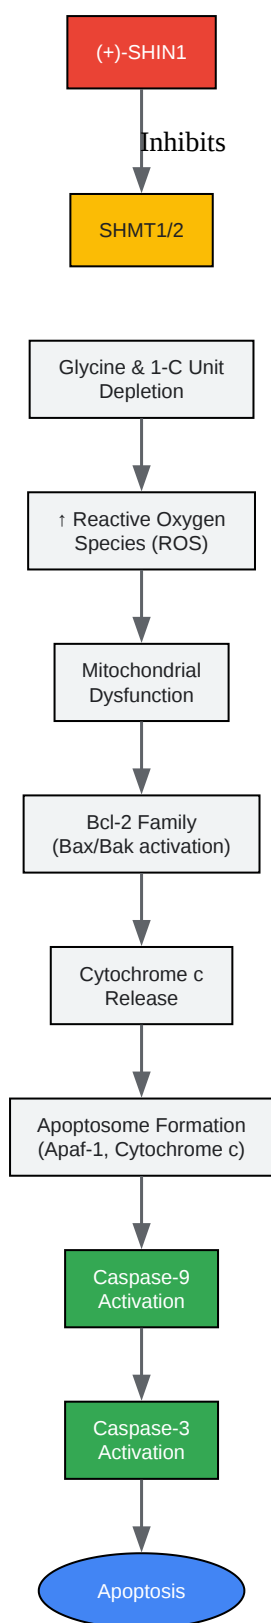 (+)-SHIN1
Inhibits
SHMT1/2
Glycine & 1-C Unit
Depletion
↑ Reactive Oxygen
Species (ROS)
Mitochondrial
Dysfunction
Bcl-2 Family
(Bax/Bak activation)
Cytochrome c
Release
Apoptosome Formation
(Apaf-1, Cytochrome c)
Caspase-9
Activation
Caspase-3
Activation
Apoptosis